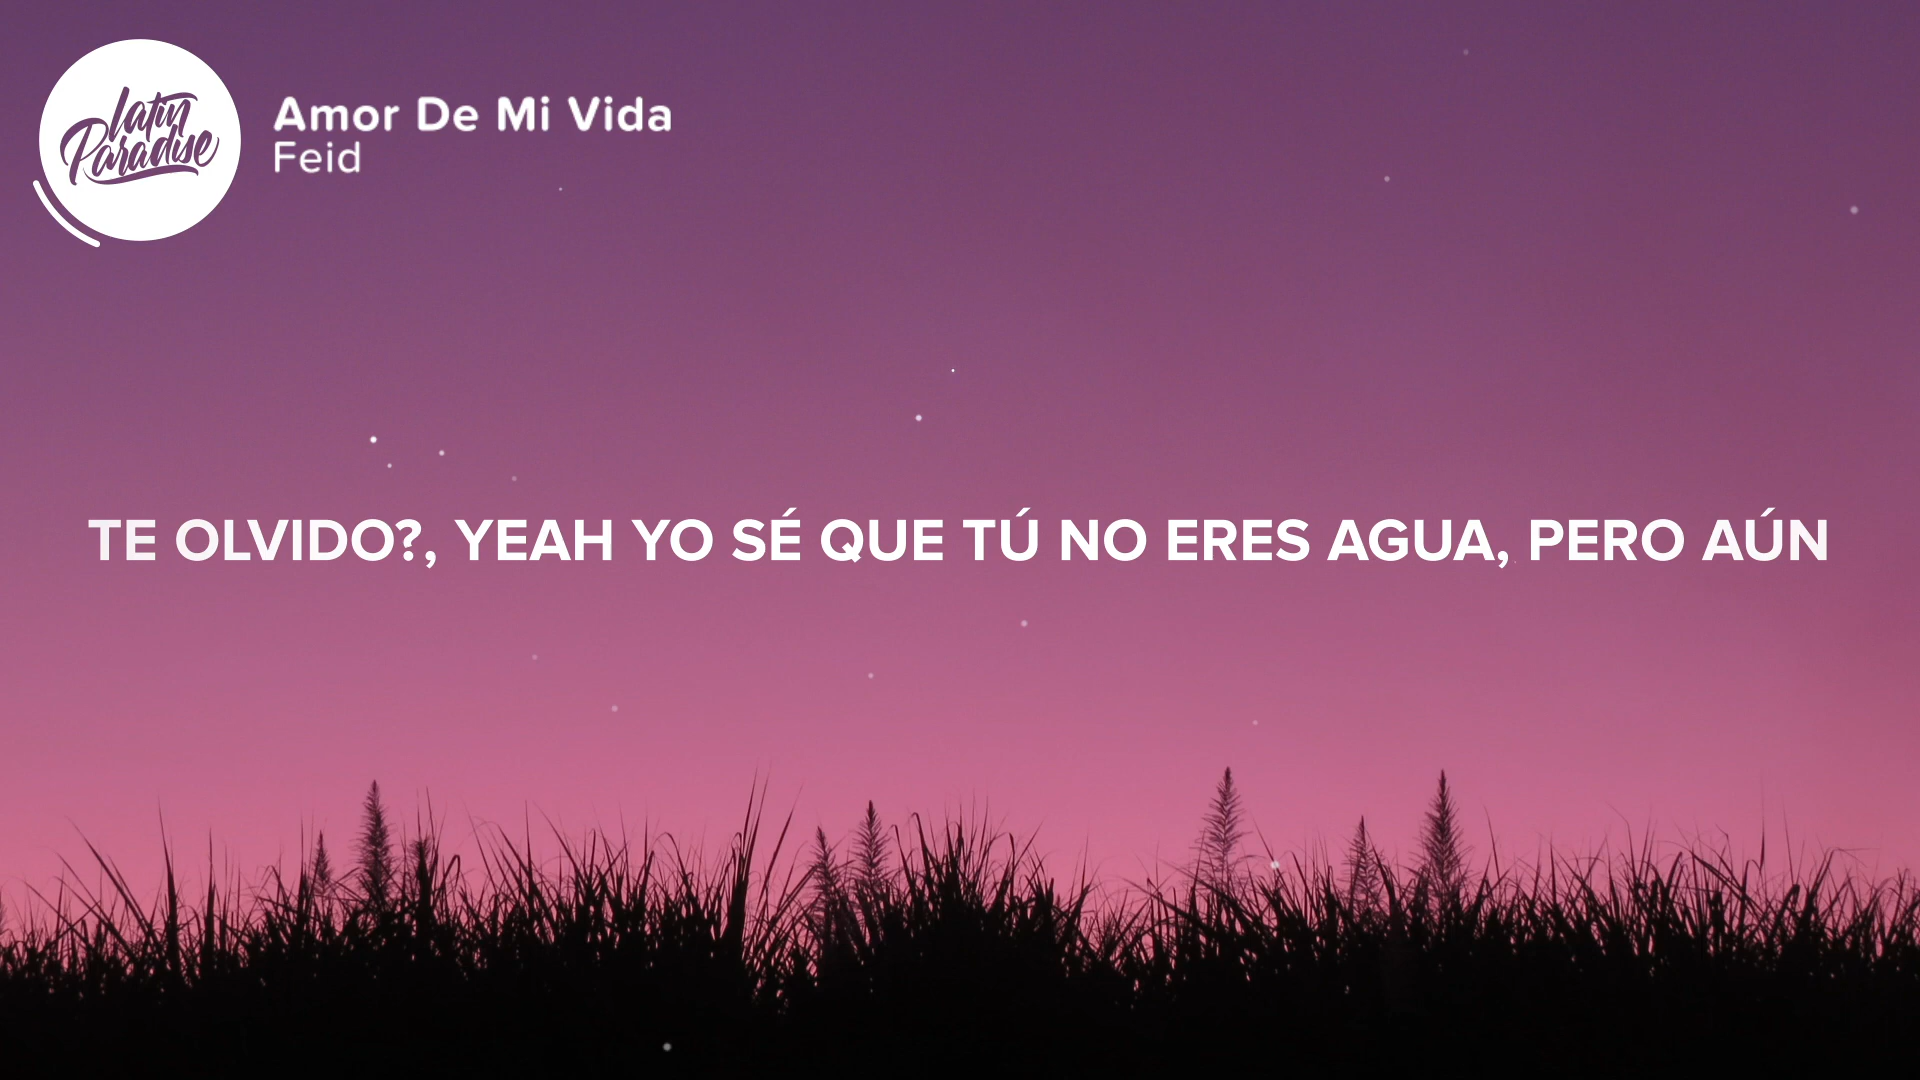 Latin
Paradise
Amor De Mi Vida
Feid
TE OLVIDO?, YEAH YO SÉ QUE TÚ NO ERES AGUA, PERO AÚN